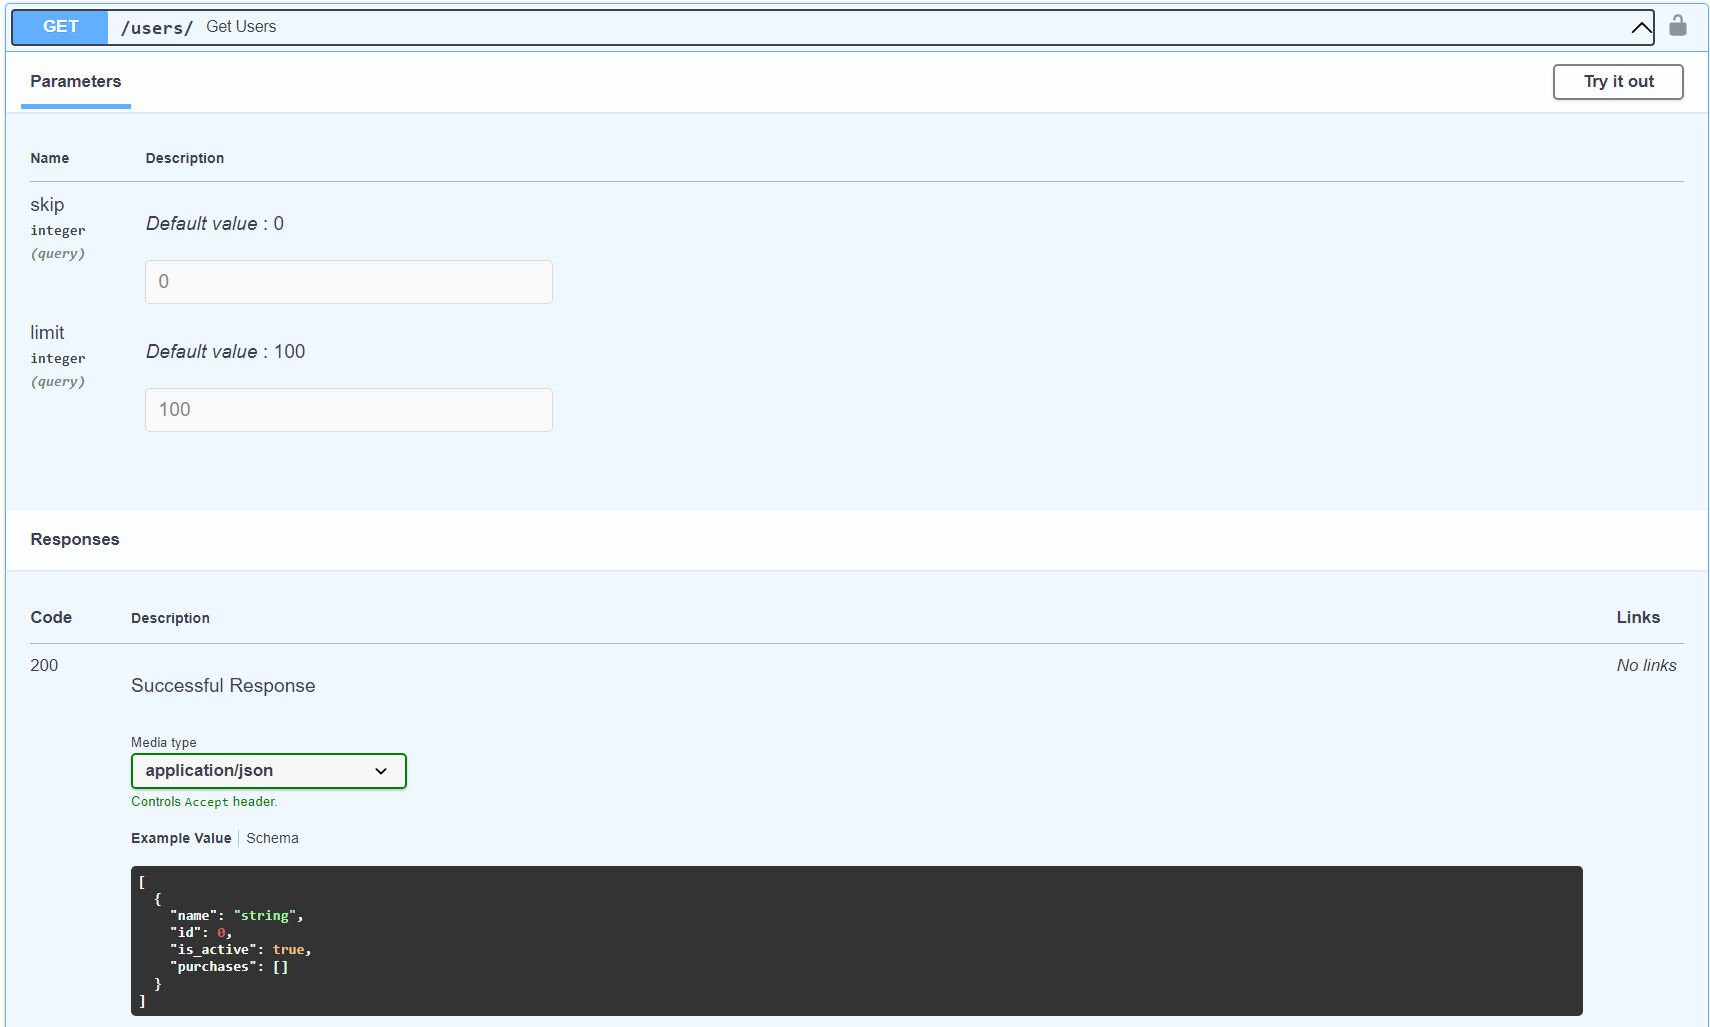 GET /users/ Get Users
Parameters
Try it out
Name Description
skip
integer
(query)
Default value : 0
0
limit
integer
(query)
Default value : 100
100
Responses
Code Description Links
200
Successful Response
No links
Media type
application/json
Controls Accept header.
Example Value Schema
[
  {
    "name": "string",
    "id": 0,
    "is_active": true,
    "purchases": []
  }
]